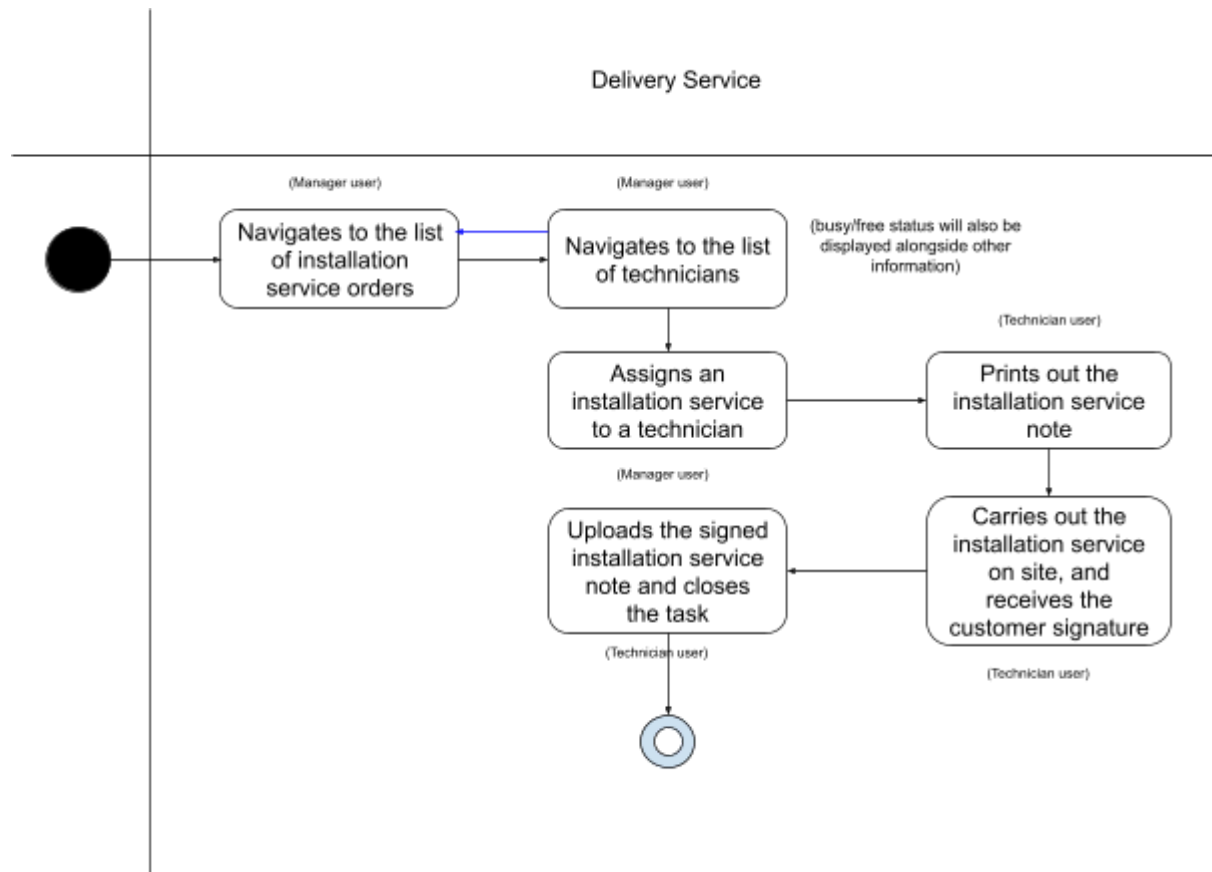 Delivery Service
(Manager user)
Navigates to the list
of installation
service orders
(Manager user)
Navigates to the list
of technicians
(busy/free status will also be
displayed alongside other
information)
Assigns an
installation service
to a technician
(Manager user)
(Technician user)
Prints out the
installation service
note
Carries out the
installation service
on site, and
receives the
customer signature
(Technician user)
Uploads the signed
installation service
note and closes
the task
(Technician user)